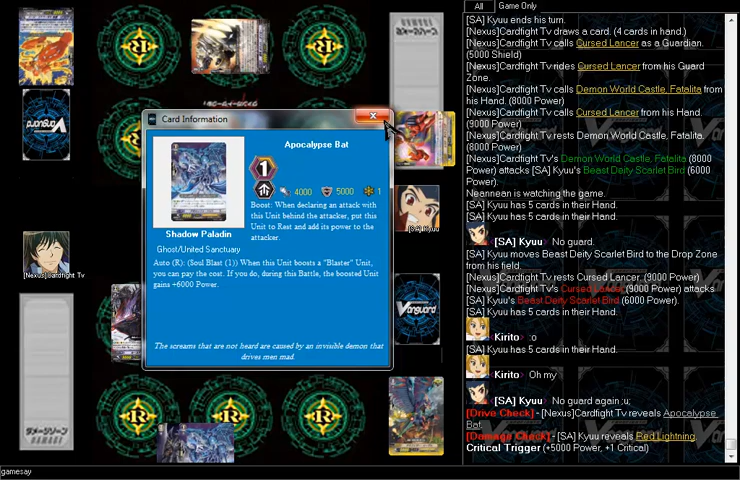 All
Game Only
[SA] Kyuu ends his turn.
[Nexus]Cardfight Tv draws a card. (4 cards in hand.)
[Nexus]Cardfight Tv calls Cursed Lancer as a Guardian.
(5000 Shield)
[Nexus]Cardfight Tv rides Cursed Lancer from his Guard
Zone.
[Nexus]Cardfight Tv calls Demon World Castle, Fatalita from
his Hand. (8000 Power)
[Nexus]Cardfight Tv calls Cursed Lancer from his Hand.
(9000 Power)
[Nexus]Cardfight Tv rests Demon World Castle, Fatalita.
(8000 Power)
[Nexus]Cardfight Tv's Demon World Castle, Fatalita (8000
Power) attacks [SA] Kyuu's Beast Deity Scarlet Bird (6000
Power).
Neannean is watching the game.
[SA] Kyuu has 5 cards in their Hand.
[SA] Kyuu has 5 cards in their Hand.
[SA] Kyuu› No guard.
[SA] Kyuu moves Beast Deity Scarlet Bird to the Drop Zone
from his field.
[Nexus]Cardfight Tv rests Cursed Lancer. (9000 Power)
[Nexus]Cardfight Tv's Cursed Lancer (9000 Power) attacks
[SA] Kyuu's Beast Deity Scarlet Bird (6000 Power).
[SA] Kyuu has 5 cards in their Hand.
Kirito› :o
[SA] Kyuu has 5 cards in their Hand.
Kirito› Oh my
[SA] Kyuu› No guard again ;u;
[Drive Check] - [Nexus]Cardfight Tv reveals Apocalypse
Bat.
[Damage Check] - [SA] Kyuu reveals Red Lightning.
Critical Trigger (+5000 Power, +1 Critical)
Card Information
Apocalypse Bat
1
4000
5000
1
Boost: When declaring an attack with
this Unit behind the attacker, put this
Unit to Rest and add its power to the
attacker.
Shadow Paladin
Ghost/United Sanctuary
Auto (R): (Soul Blast (1)) When this Unit boosts a "Blaster" Unit,
you can pay the cost. If you do, during this Battle, the boosted Unit
gains +6000 Power.
The screams that are not heard are caused by an invisible demon that
drives men mad.
[Nexus]Cardfight Tv
[SA] Kyuu
Vanguard
Vanguard
R
R
R
R
R
ダメージゾーン
DAMAGE
gamesay